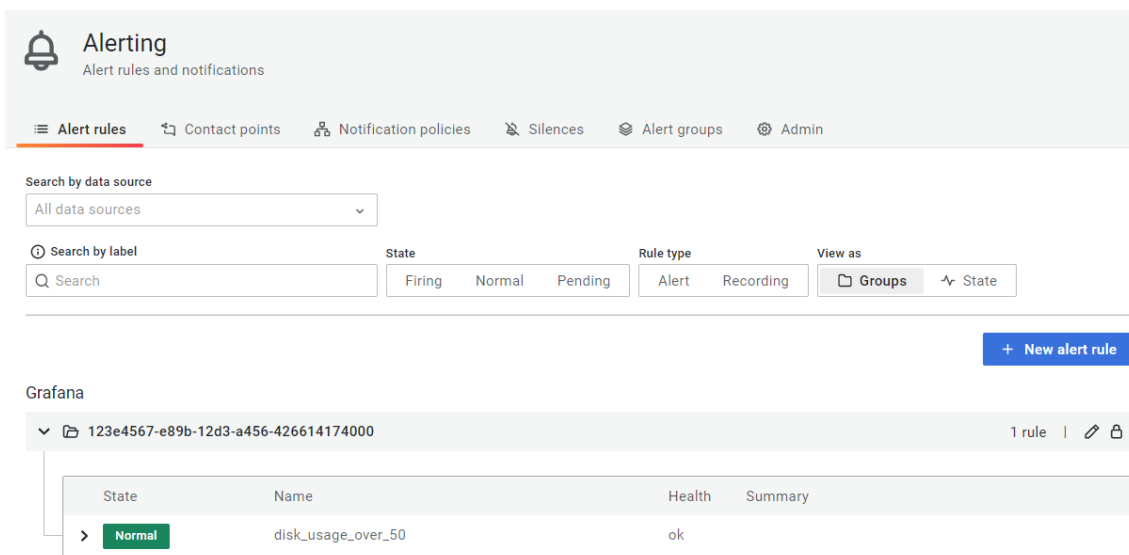 Alerting
Alert rules and notifications
Alert rules Contact points Notification policies Silences Alert groups Admin
Search by data source
All data sources
Search by label State Rule type View as
Search Firing Normal Pending Alert Recording Groups State
+ New alert rule
Grafana
123e4567-e89b-12d3-a456-426614174000 1 rule |
State Name Health Summary
Normal disk_usage_over_50 ok